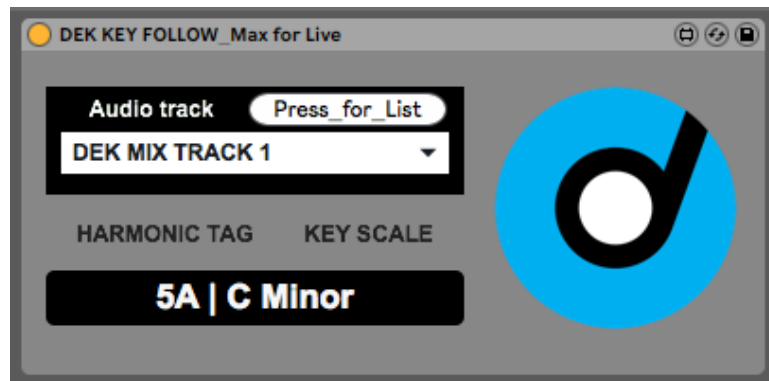 DEK KEY FOLLOW_Max for Live
Audio track Press_for_List
DEK MIX TRACK 1
HARMONIC TAG KEY SCALE
5A | C Minor